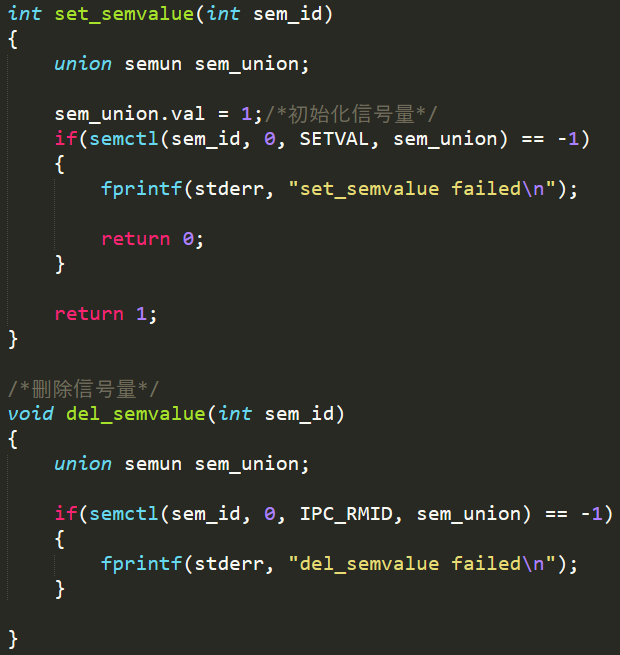 int set_semvalue(int sem_id)
{
    union semun sem_union;
    sem_union.val = 1;/*初始化信号量*/
    if(semctl(sem_id, 0, SETVAL, sem_union) == -1)
    {
        fprintf(stderr, "set_semvalue failed\n");
        return 0;
    }
    return 1;
}
/*删除信号量*/
void del_semvalue(int sem_id)
{
    union semun sem_union;
    if(semctl(sem_id, 0, IPC_RMID, sem_union) == -1)
    {
        fprintf(stderr, "del_semvalue failed\n");
    }
}